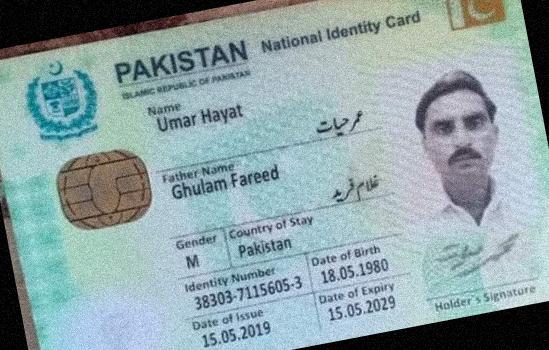 PAKISTAN National Identity Card
ISLAMIC REPUBLIC OF PAKISTAN
Name
Umar Hayat
عمر حیات
Father Name
Ghulam Fareed
غلام فرید
Gender Country of Stay
M Pakistan
Identity Number Date of Birth
38303-7115605-3 18.05.1980
Date of Issue Date of Expiry
15.05.2019 15.05.2029
Holder's Signature